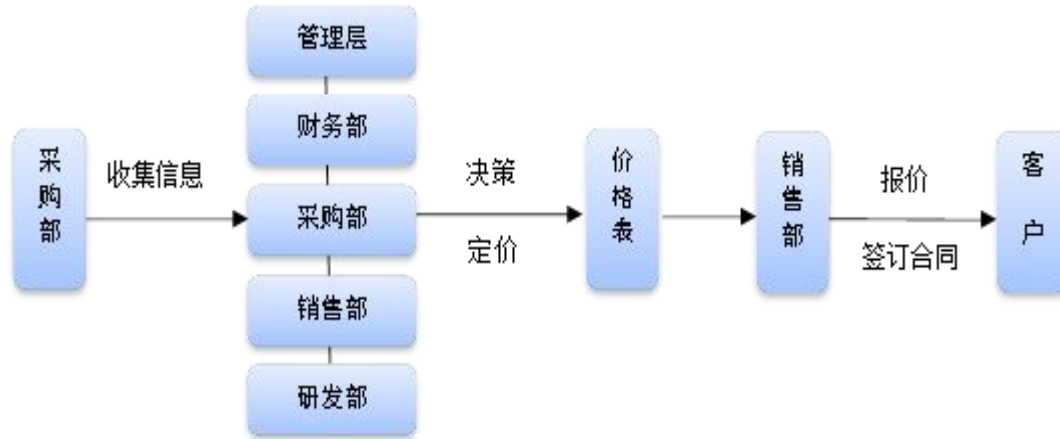 采购部
收集信息
管理层
财务部
采购部
销售部
研发部
决策
定价
价格表
销售部
报价
签订合同
客户